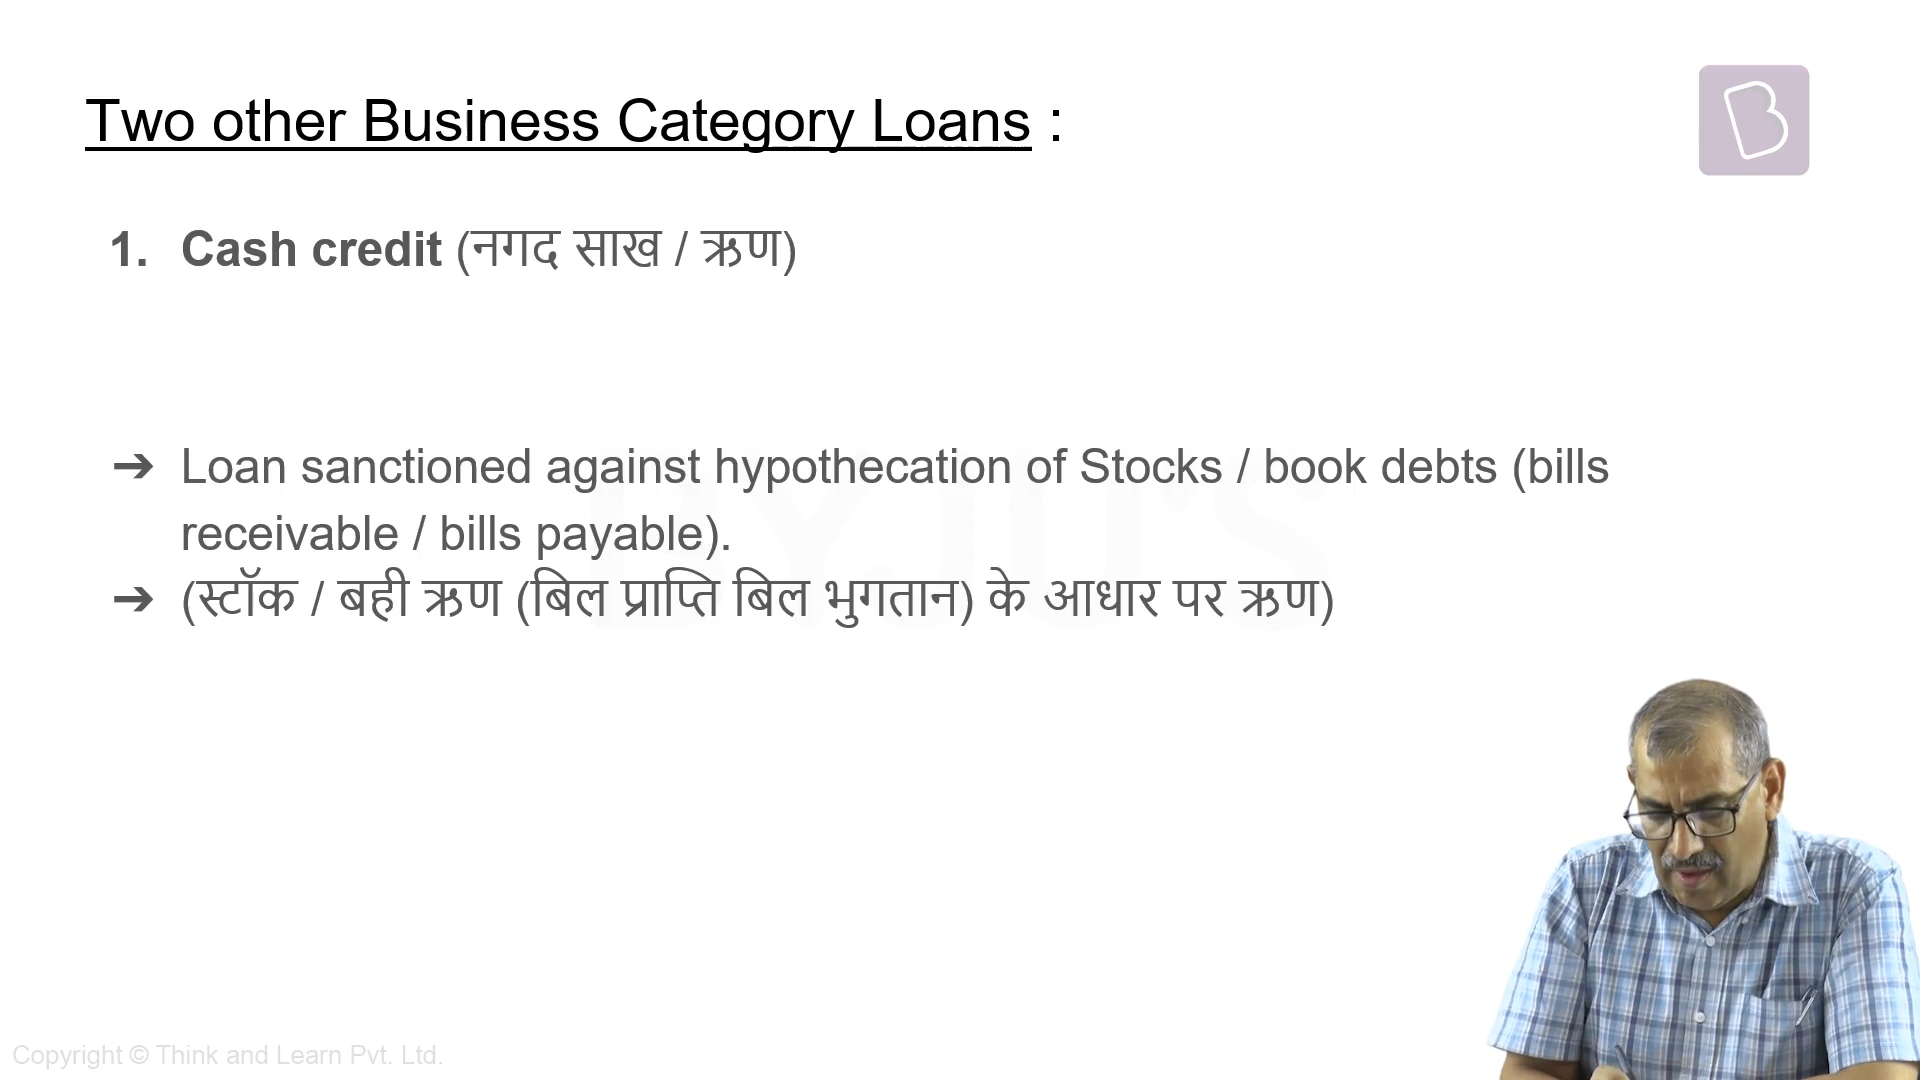 Two other Business Category Loans :
1. Cash credit (नगद साख / ऋण)
➔ Loan sanctioned against hypothecation of Stocks / book debts (bills
receivable / bills payable).
➔ (स्टॉक / बही ऋण (बिल प्राप्ति बिल भुगतान) के आधार पर ऋण)
BYJU'S
Copyright © Think and Learn Pvt. Ltd.